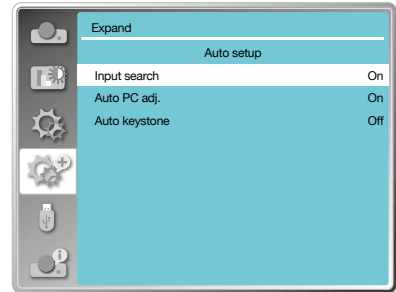 Expand
Auto setup
Input search On
Auto PC adj. On
Auto keystone Off